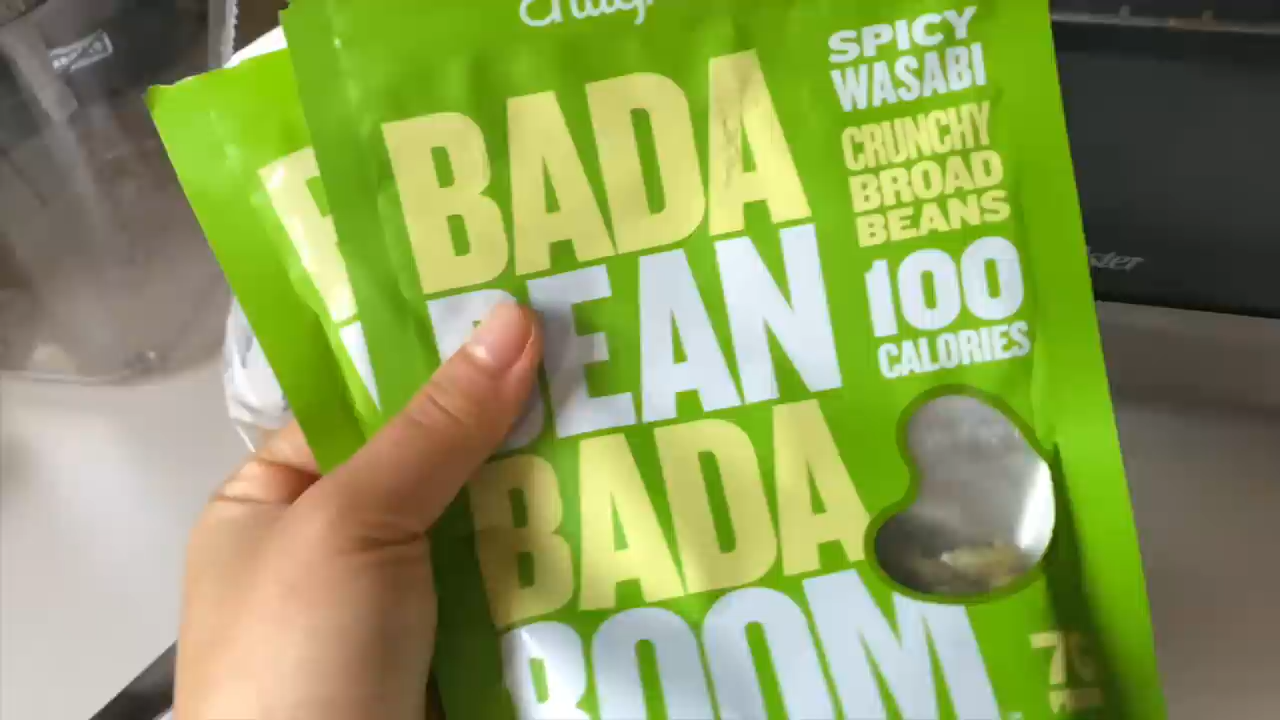 BADA
BEAN
BADA
BOOM
SPICY
WASABI
CRUNCHY
BROAD
BEANS
100
CALORIES